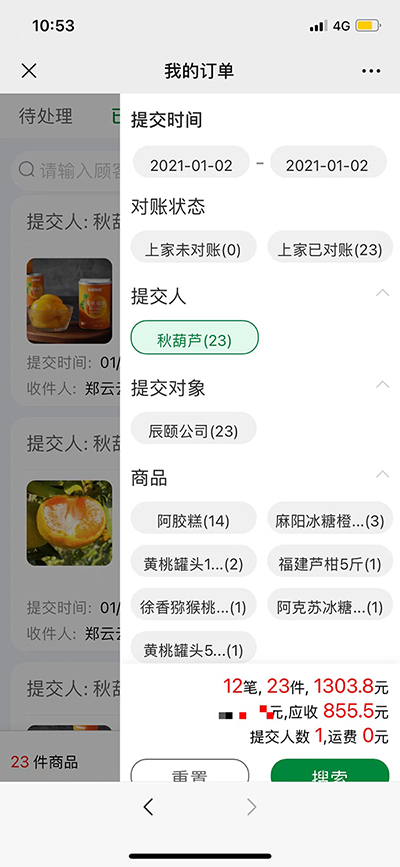 10:53
4G
我的订单
待处理
请输入顾客
提交人: 秋葫
提交时间: 01/
收件人: 郑云云
提交人: 秋葫
提交时间: 01/
收件人: 郑云云
提交人: 秋葫
23 件商品
提交时间
2021-01-02 - 2021-01-02
对账状态
上家未对账(0) 上家已对账(23)
提交人
秋葫芦(23)
提交对象
辰颐公司(23)
商品
阿胶糕(14) 麻阳冰糖橙...(3)
黄桃罐头1...(2) 福建芦柑5斤(1)
徐香猕猴桃...(1) 阿克苏冰糖...(1)
黄桃罐头5...(1)
12笔, 23件, 1303.8元
元,应收 855.5元
提交人数 1,运费 0元
重置 搜索